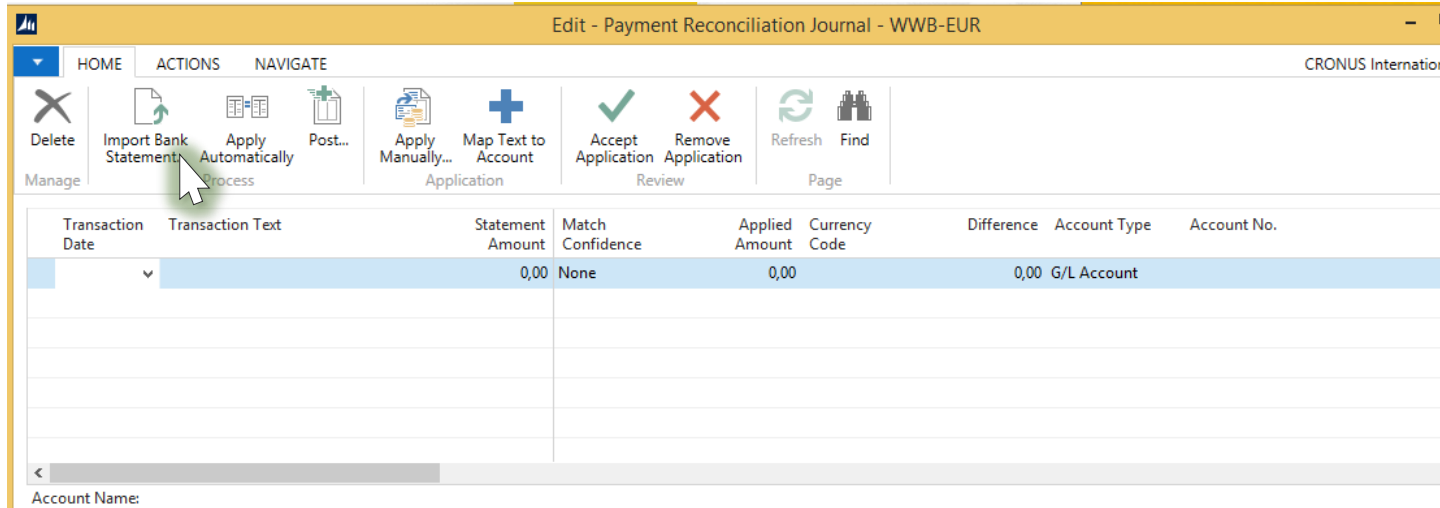 Edit - Payment Reconciliation Journal - WWB-EUR
HOME ACTIONS NAVIGATE
CRONUS Internation
Delete
Import Bank
Statement
Apply
Automatically
Post...
Apply
Manually...
Map Text to
Account
Accept
Application
Remove
Application
Refresh
Find
Manage
Process
Application
Review
Page
Transaction
Date
Transaction Text
Statement
Amount
Match
Confidence
Applied
Amount
Currency
Code
Difference
Account Type
Account No.
0,00 None 0,00 0,00 G/L Account
Account Name: